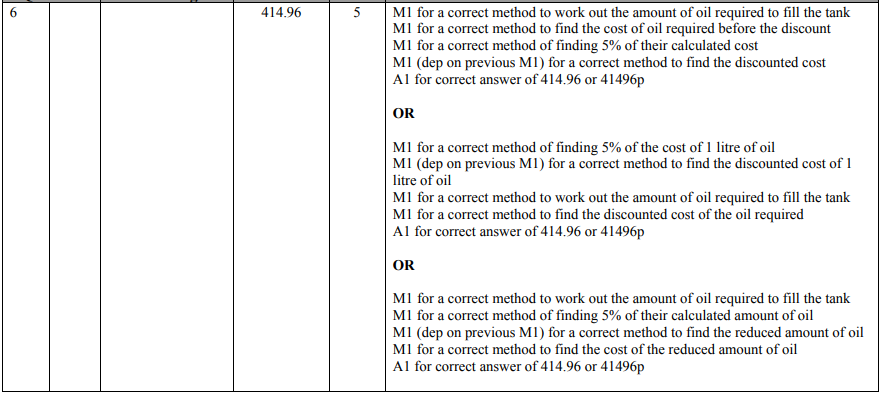 6 414.96 5 M1 for a correct method to work out the amount of oil required to fill the tank
M1 for a correct method to find the cost of oil required before the discount
M1 for a correct method of finding 5% of their calculated cost
M1 (dep on previous M1) for a correct method to find the discounted cost
A1 for correct answer of 414.96 or 41496p
OR
M1 for a correct method of finding 5% of the cost of 1 litre of oil
M1 (dep on previous M1) for a correct method to find the discounted cost of 1
litre of oil
M1 for a correct method to work out the amount of oil required to fill the tank
M1 for a correct method to find the discounted cost of the oil required
A1 for correct answer of 414.96 or 41496p
OR
M1 for a correct method to work out the amount of oil required to fill the tank
M1 for a correct method of finding 5% of their calculated amount of oil
M1 (dep on previous M1) for a correct method to find the reduced amount of oil
M1 for a correct method to find the cost of the reduced amount of oil
A1 for correct answer of 414.96 or 41496p